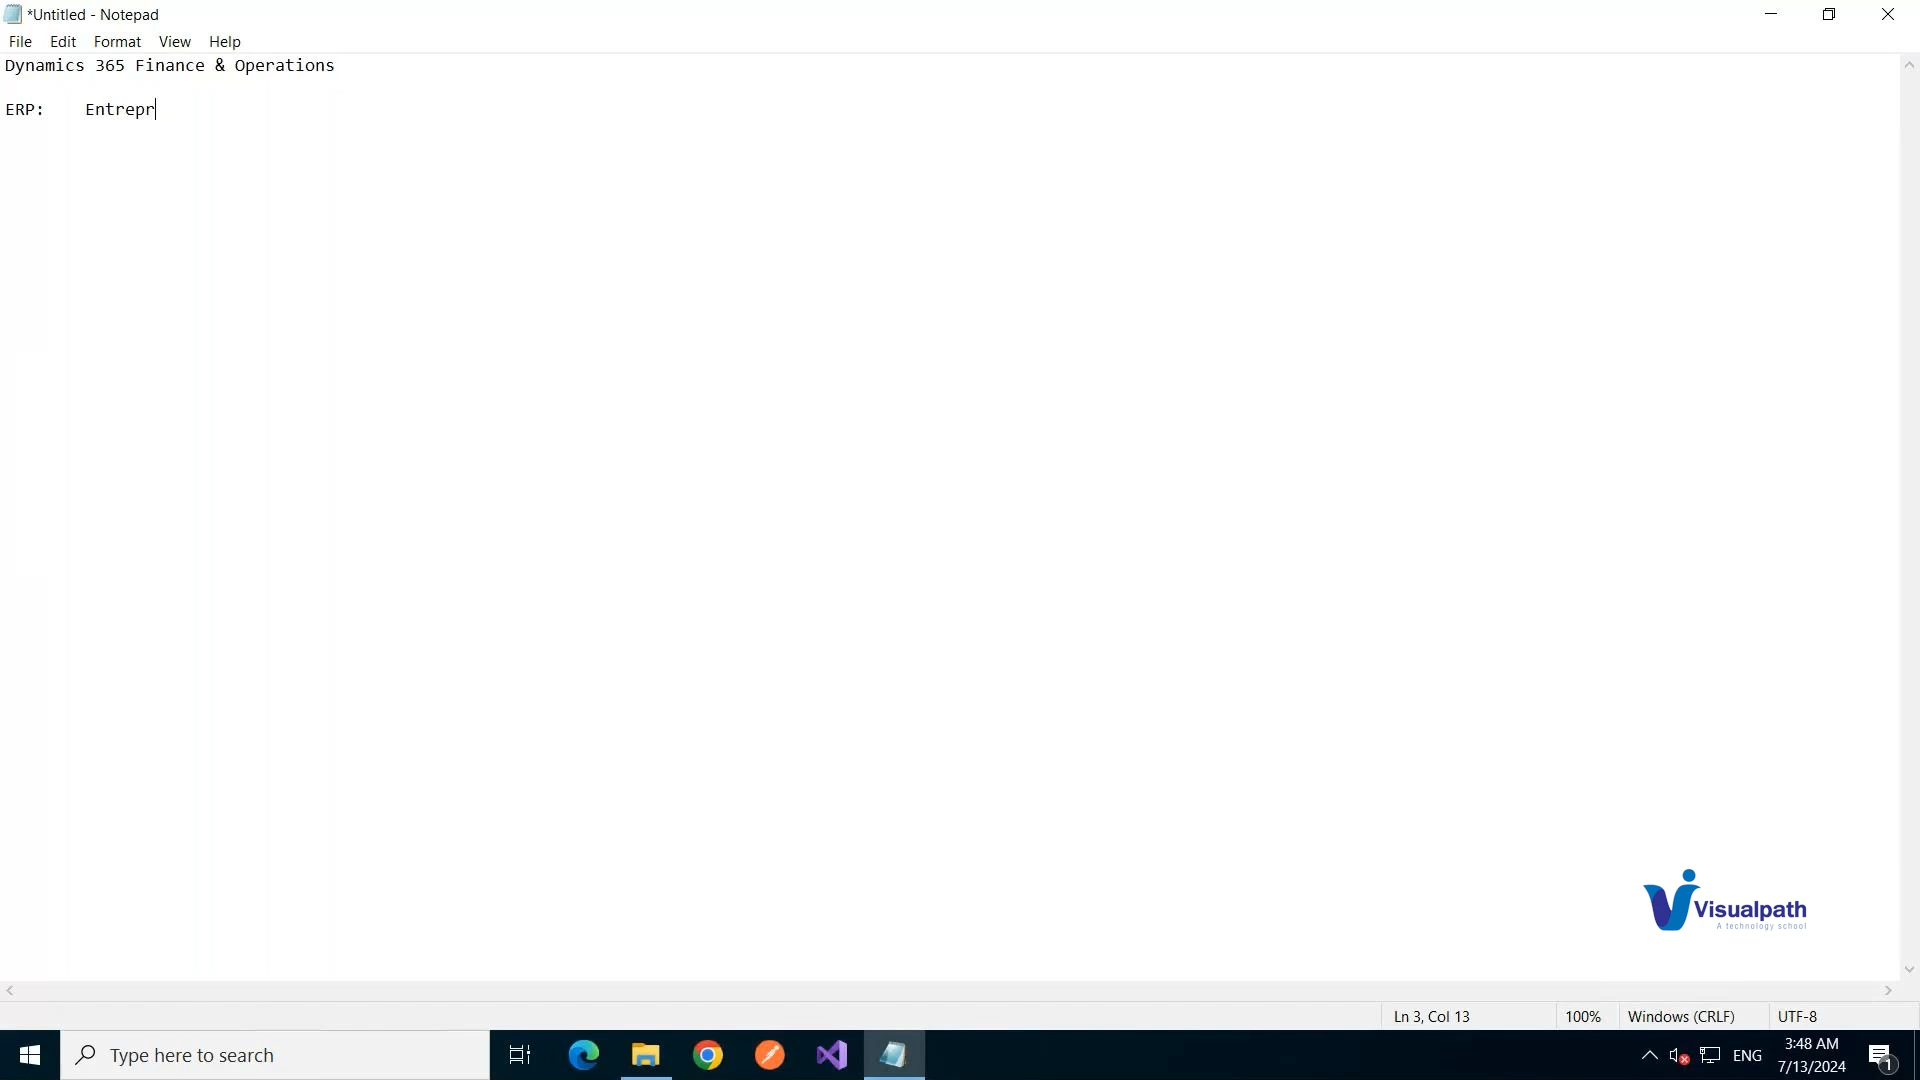 *Untitled - Notepad
File Edit Format View Help
Dynamics 365 Finance & Operations
ERP: Entrepr
Visualpath
A technology school
Ln 3, Col 13 100% Windows (CRLF) UTF-8
Type here to search
ENG
3:48 AM
7/13/2024
1